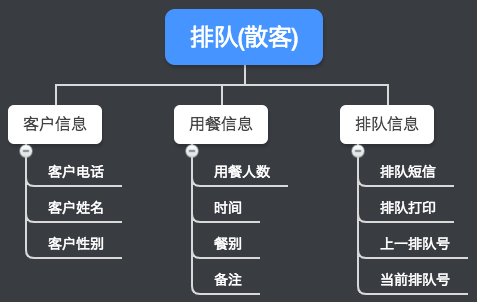 排队(散客)
客户信息
客户电话
客户姓名
客户性别
用餐信息
用餐人数
时间
餐别
备注
排队信息
排队短信
排队打印
上一排队号
当前排队号